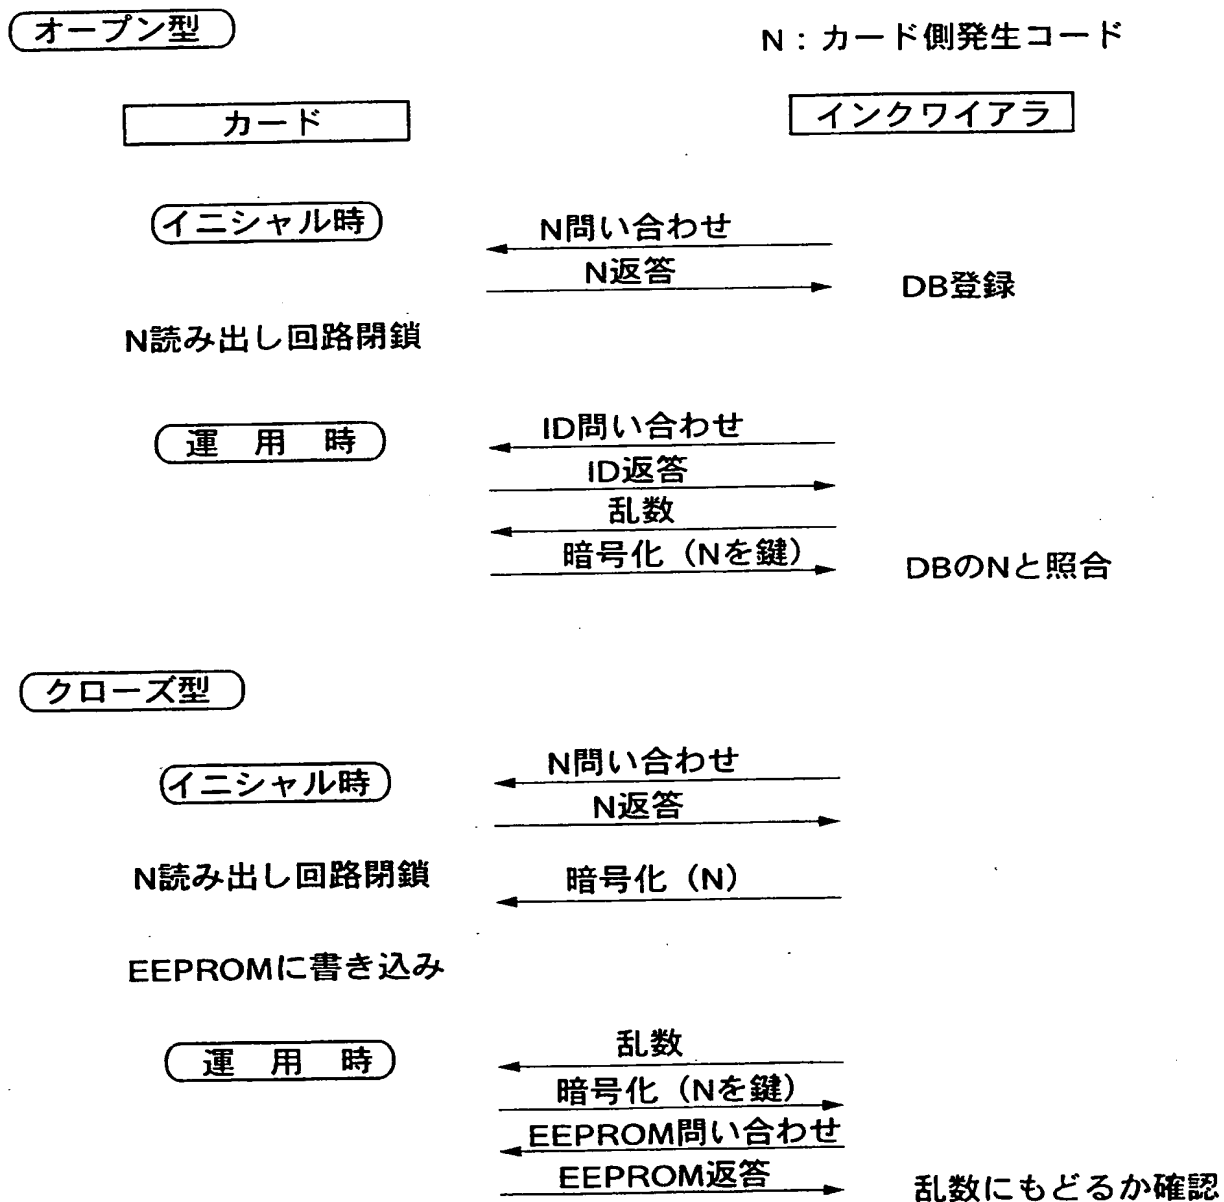 オープン型
N：カード側発生コード
カード
インクワイアラ
イニシャル時
N問い合わせ
N返答
DB登録
N読み出し回路閉鎖
運 用 時
ID問い合わせ
ID返答
乱数
暗号化（Nを鍵）
DBのNと照合
クローズ型
イニシャル時
N問い合わせ
N返答
N読み出し回路閉鎖
暗号化（N）
EEPROMに書き込み
運 用 時
乱数
暗号化（Nを鍵）
EEPROM問い合わせ
EEPROM返答
乱数にもどるか確認